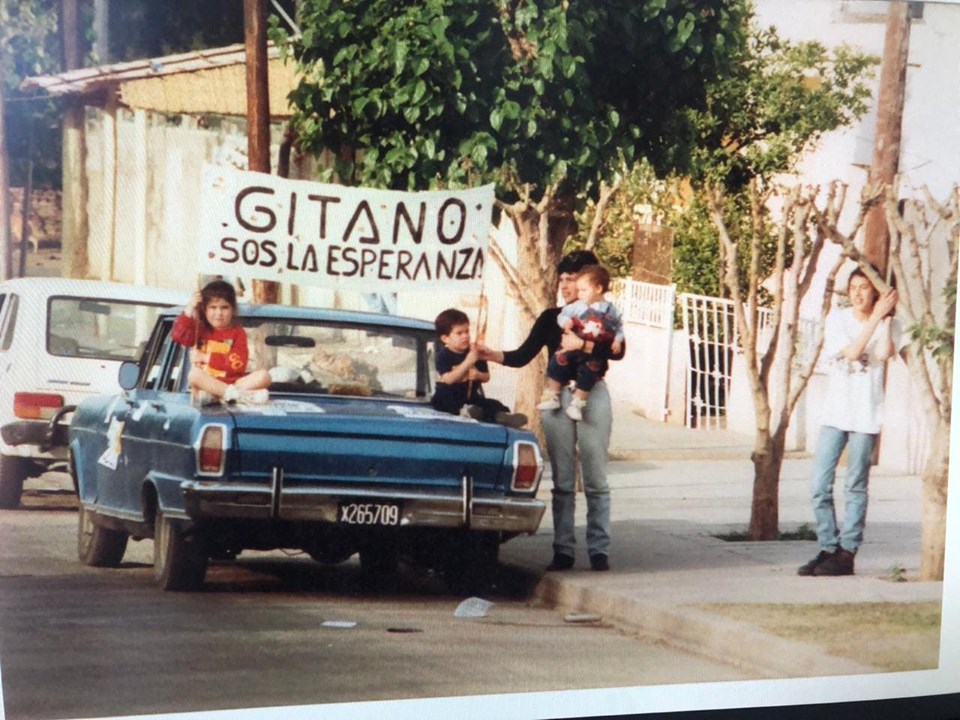 GITANO
SOS LA ESPERANZA
X265709